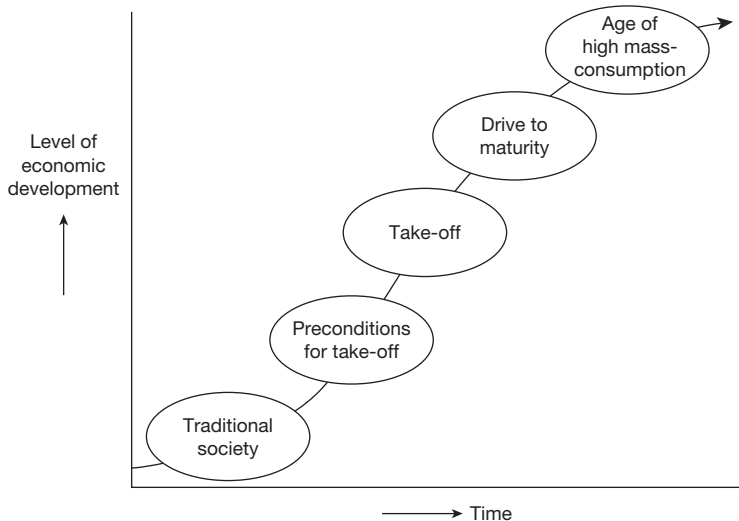 Age of
high mass-
consumption
Drive to
maturity
Level of
economic
development
Take-off
Preconditions
for take-off
Traditional
society
Time